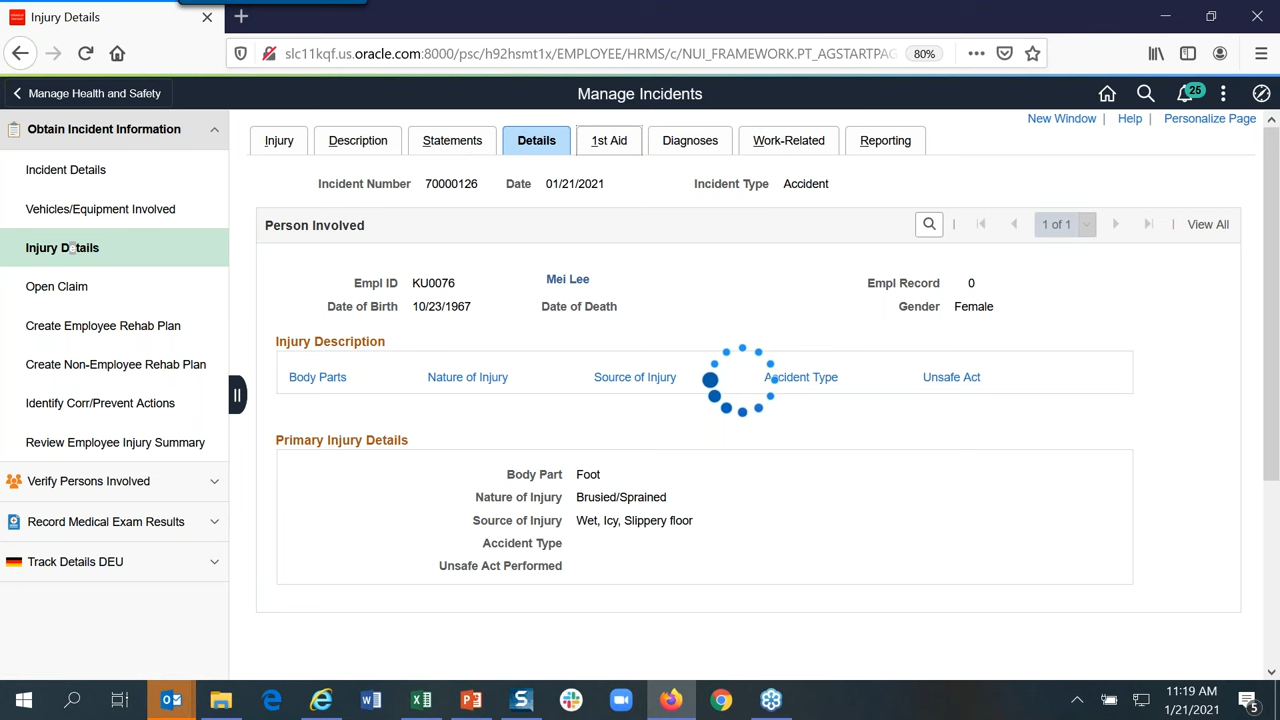 Injury Details
slc11kqf.us.oracle.com:8000/psc/h92hsmt1x/EMPLOYEE/HRMS/c/NUI_FRAMEWORK.PT_AGSTARTPAG
80%
Manage Health and Safety
Manage Incidents
25
New Window | Help | Personalize Page
Obtain Incident Information
Incident Details
Vehicles/Equipment Involved
Injury Details
Open Claim
Create Employee Rehab Plan
Create Non-Employee Rehab Plan
Identify Corr/Prevent Actions
Review Employee Injury Summary
Verify Persons Involved
Record Medical Exam Results
Track Details DEU
Injury Description Statements Details 1st Aid Diagnoses Work-Related Reporting
Incident Number 70000126 Date 01/21/2021 Incident Type Accident
Person Involved 1 of 1 View All
Empl ID KU0076 Mei Lee Empl Record 0
Date of Birth 10/23/1967 Date of Death Gender Female
Injury Description
Body Parts Nature of Injury Source of Injury Accident Type Unsafe Act
Primary Injury Details
Body Part Foot
Nature of Injury Brusied/Sprained
Source of Injury Wet, Icy, Slippery floor
Accident Type
Unsafe Act Performed
11:19 AM
1/21/2021
5